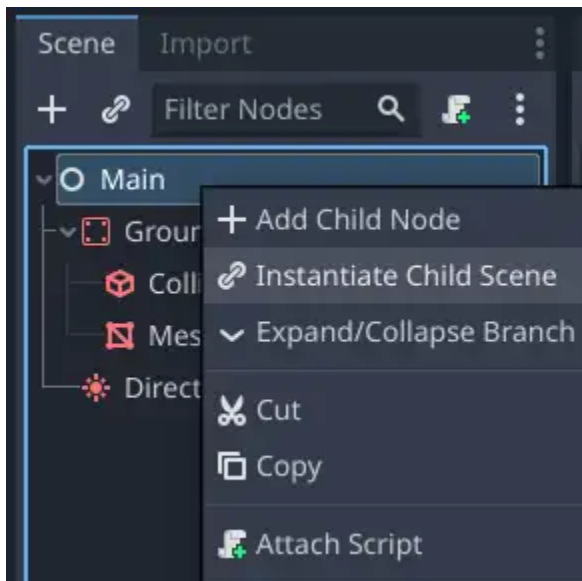 Scene Import
Filter Nodes
Main
Add Child Node
Instantiate Child Scene
Expand/Collapse Branch
Cut
Copy
Attach Script